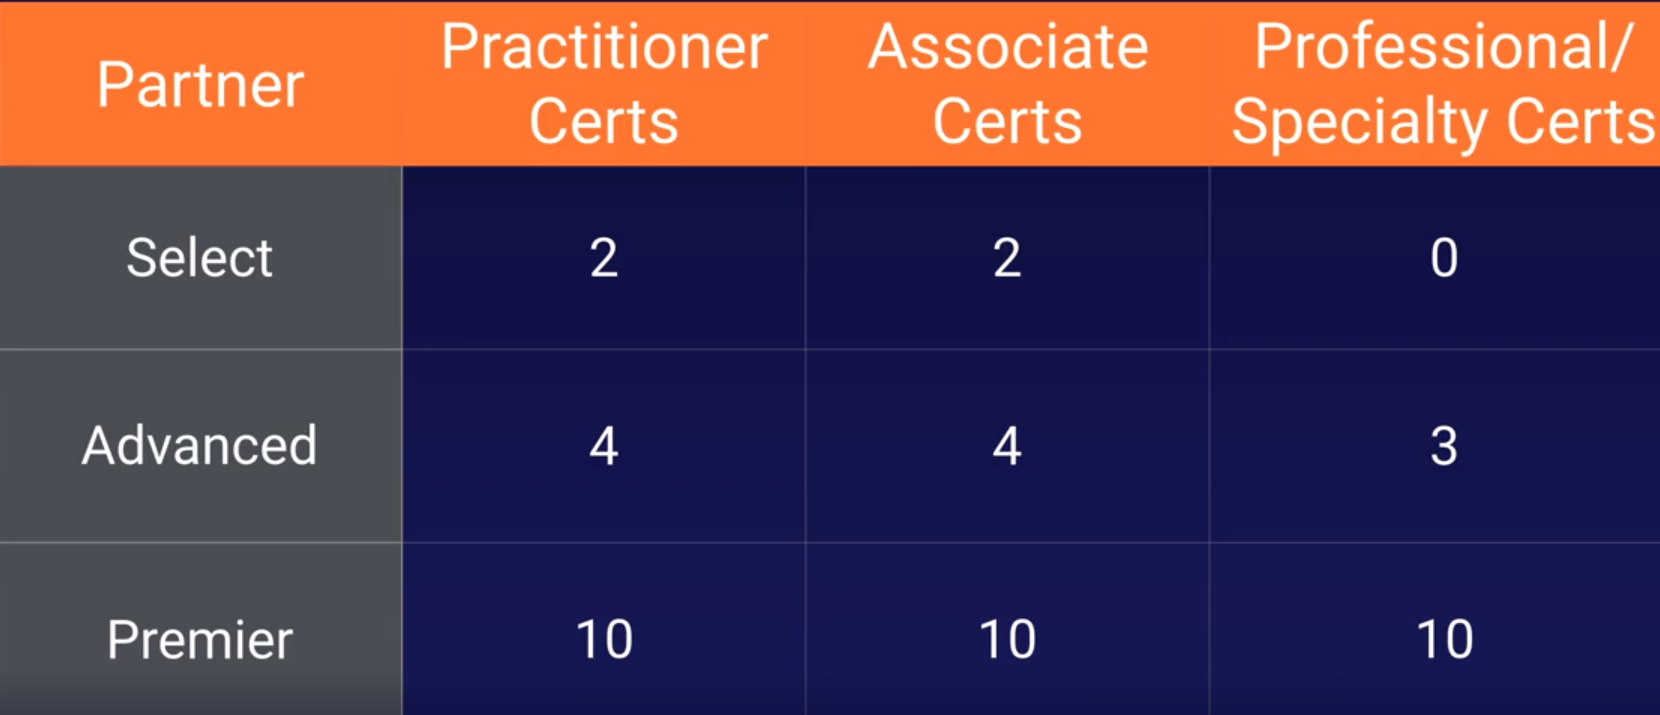 Partner
Practitioner
Certs
Associate
Certs
Professional/
Specialty Certs
Select 2 2 0
Advanced 4 4 3
Premier 10 10 10